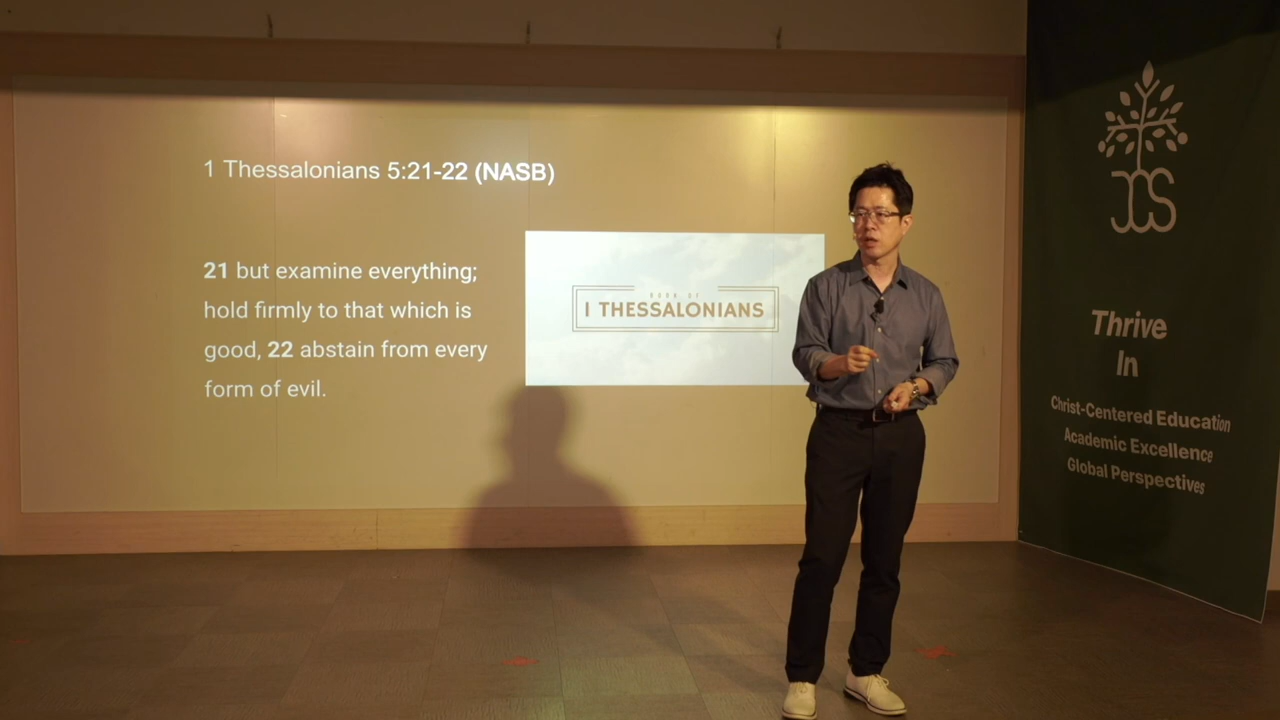 1 Thessalonians 5:21-22 (NASB)
21 but examine everything;
hold firmly to that which is
good, 22 abstain from every
form of evil.
BOOK OF
I THESSALONIANS
JCS
Thrive
In
Christ-Centered Education
Academic Excellence
Global Perspectives